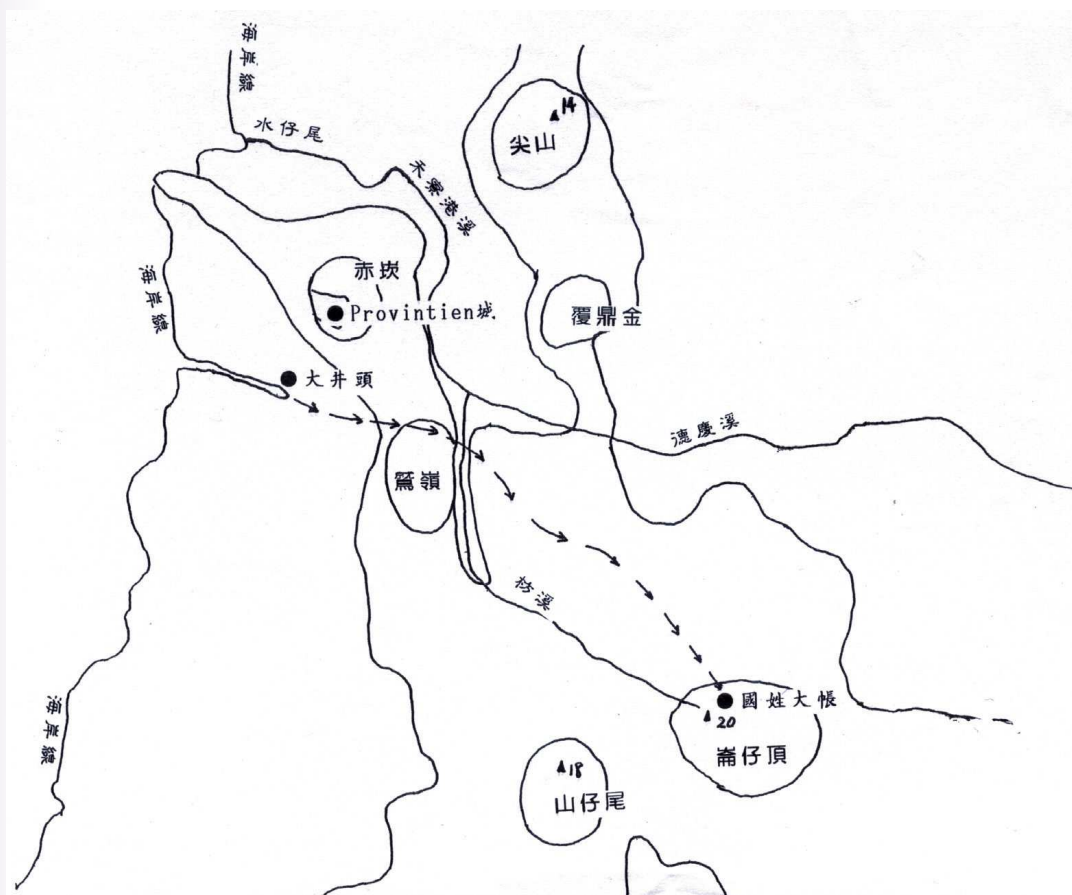 海岸線
14
尖山
水仔尾
禾寮港溪
赤崁
海岸線
Provintien城.
覆鼎金
大井頭
德慶溪
鷲嶺
枋溪
國姓大帳
20
崙仔頂
海岸線
18
山仔尾